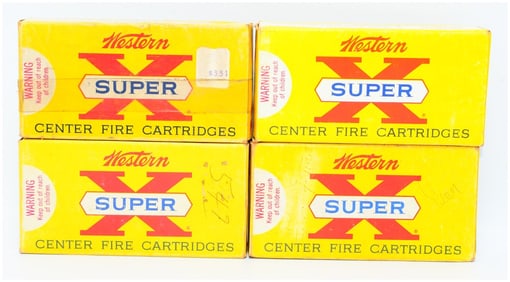 Western
X
SUPER
CENTER FIRE CARTRIDGES
WARNING
Keep out of reach
of children.
Western
X
SUPER
CENTER FIRE CARTRIDGES
WARNING
Keep out of reach
of children.
Western
X
SUPER
CENTER FIRE CARTRIDGES
WARNING
Keep out of reach
of children.
Western
X
SUPER
CENTER FIRE CARTRIDGES
WARNING
Keep out of reach
of children.